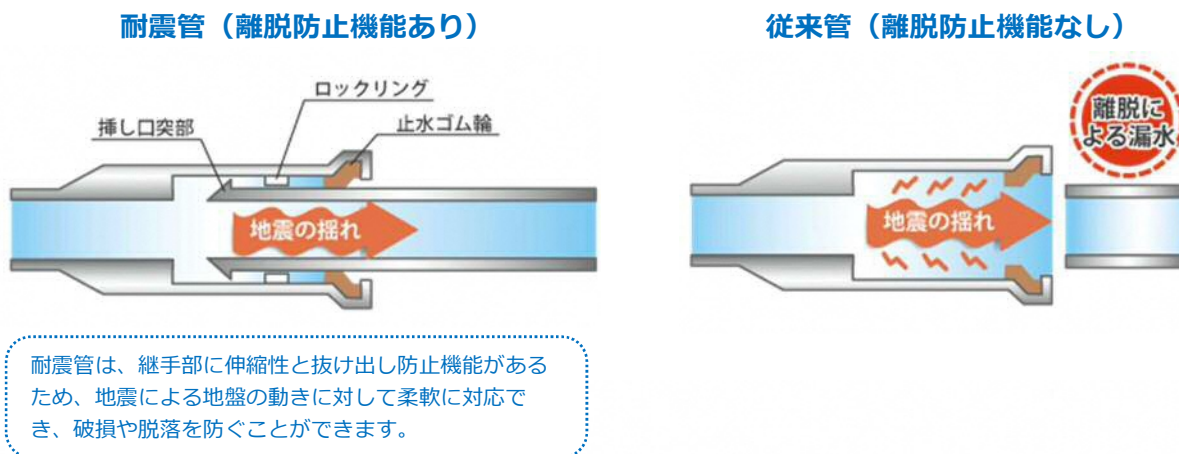 耐震管（離脱防止機能あり）
ロックリング
挿し口突部
止水ゴム輪
地震の揺れ
耐震管は、継手部に伸縮性と抜け出し防止機能がある
ため、地震による地盤の動きに対して柔軟に対応で
き、破損や脱落を防ぐことができます。
従来管（離脱防止機能なし）
離脱に
よる漏水
地震の揺れ